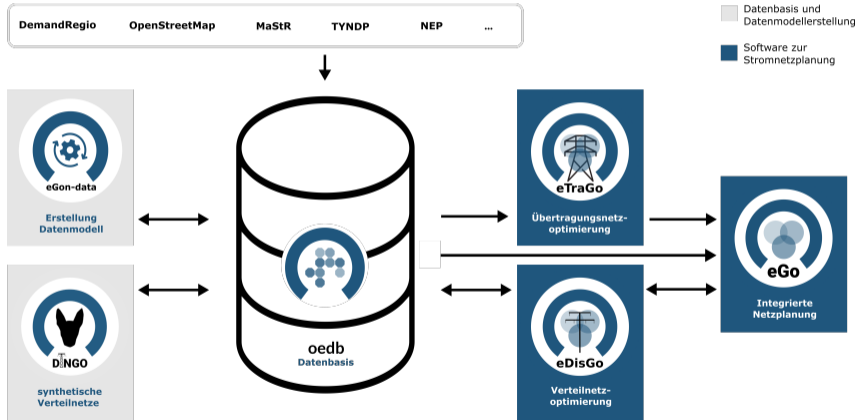 DemandRegio OpenStreetMap MaStR TYNDP NEP ...
Datenbasis und
Datenmodellerstellung
Software zur
Stromnetzplanung
eGon-data
Erstellung
Datenmodell
eTraGo
Übertragungsnetz-
optimierung
eGo
Integrierte
Netzplanung
oedb
Datenbasis
DINGO
synthetische
Verteilnetze
eDisGo
Verteilnetz-
optimierung